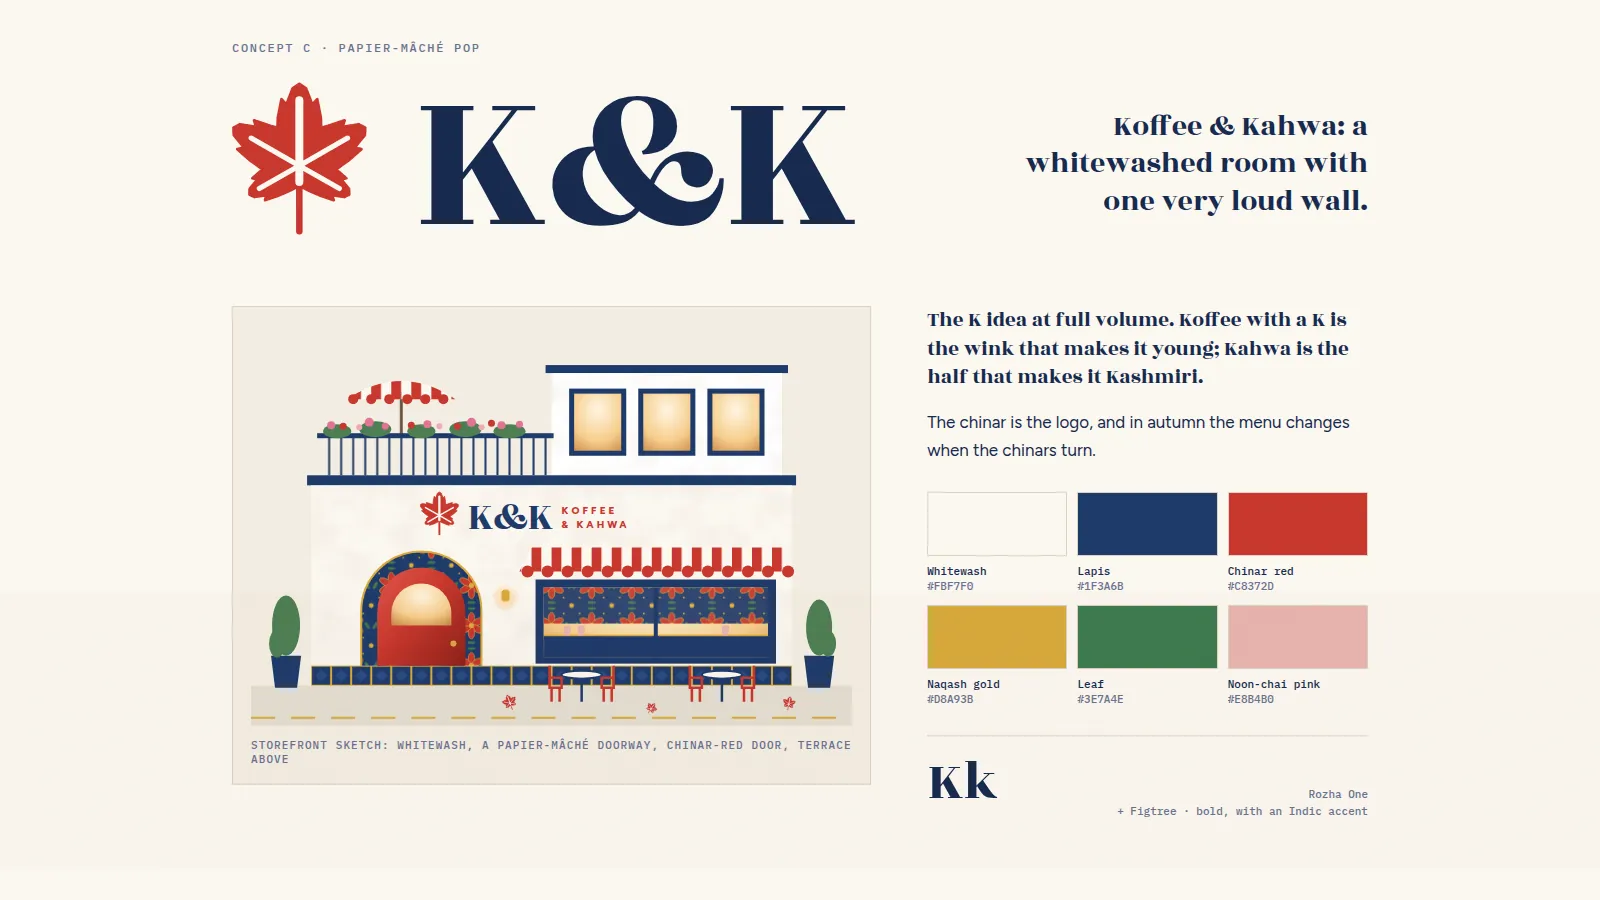 CONCEPT C · PAPIER-MÂCHÉ POP
K&K
Koffee & Kahwa: a
whitewashed room with
one very loud wall.
K&K
KOFFEE
& KAHWA
STOREFRONT SKETCH: WHITEWASH, A PAPIER-MÂCHÉ DOORWAY, CHINAR-RED DOOR, TERRACE
ABOVE
The K idea at full volume. Koffee with a K is
the wink that makes it young; Kahwa is the
half that makes it Kashmiri.
The chinar is the logo, and in autumn the menu changes
when the chinars turn.
Whitewash
#FBF7F0
Lapis
#1F3A6B
Chinar red
#C8372D
Naqash gold
#D8A93B
Leaf
#3E7A4E
Noon-chai pink
#E8B4B0
Kk
Rozha One
+ Figtree · bold, with an Indic accent